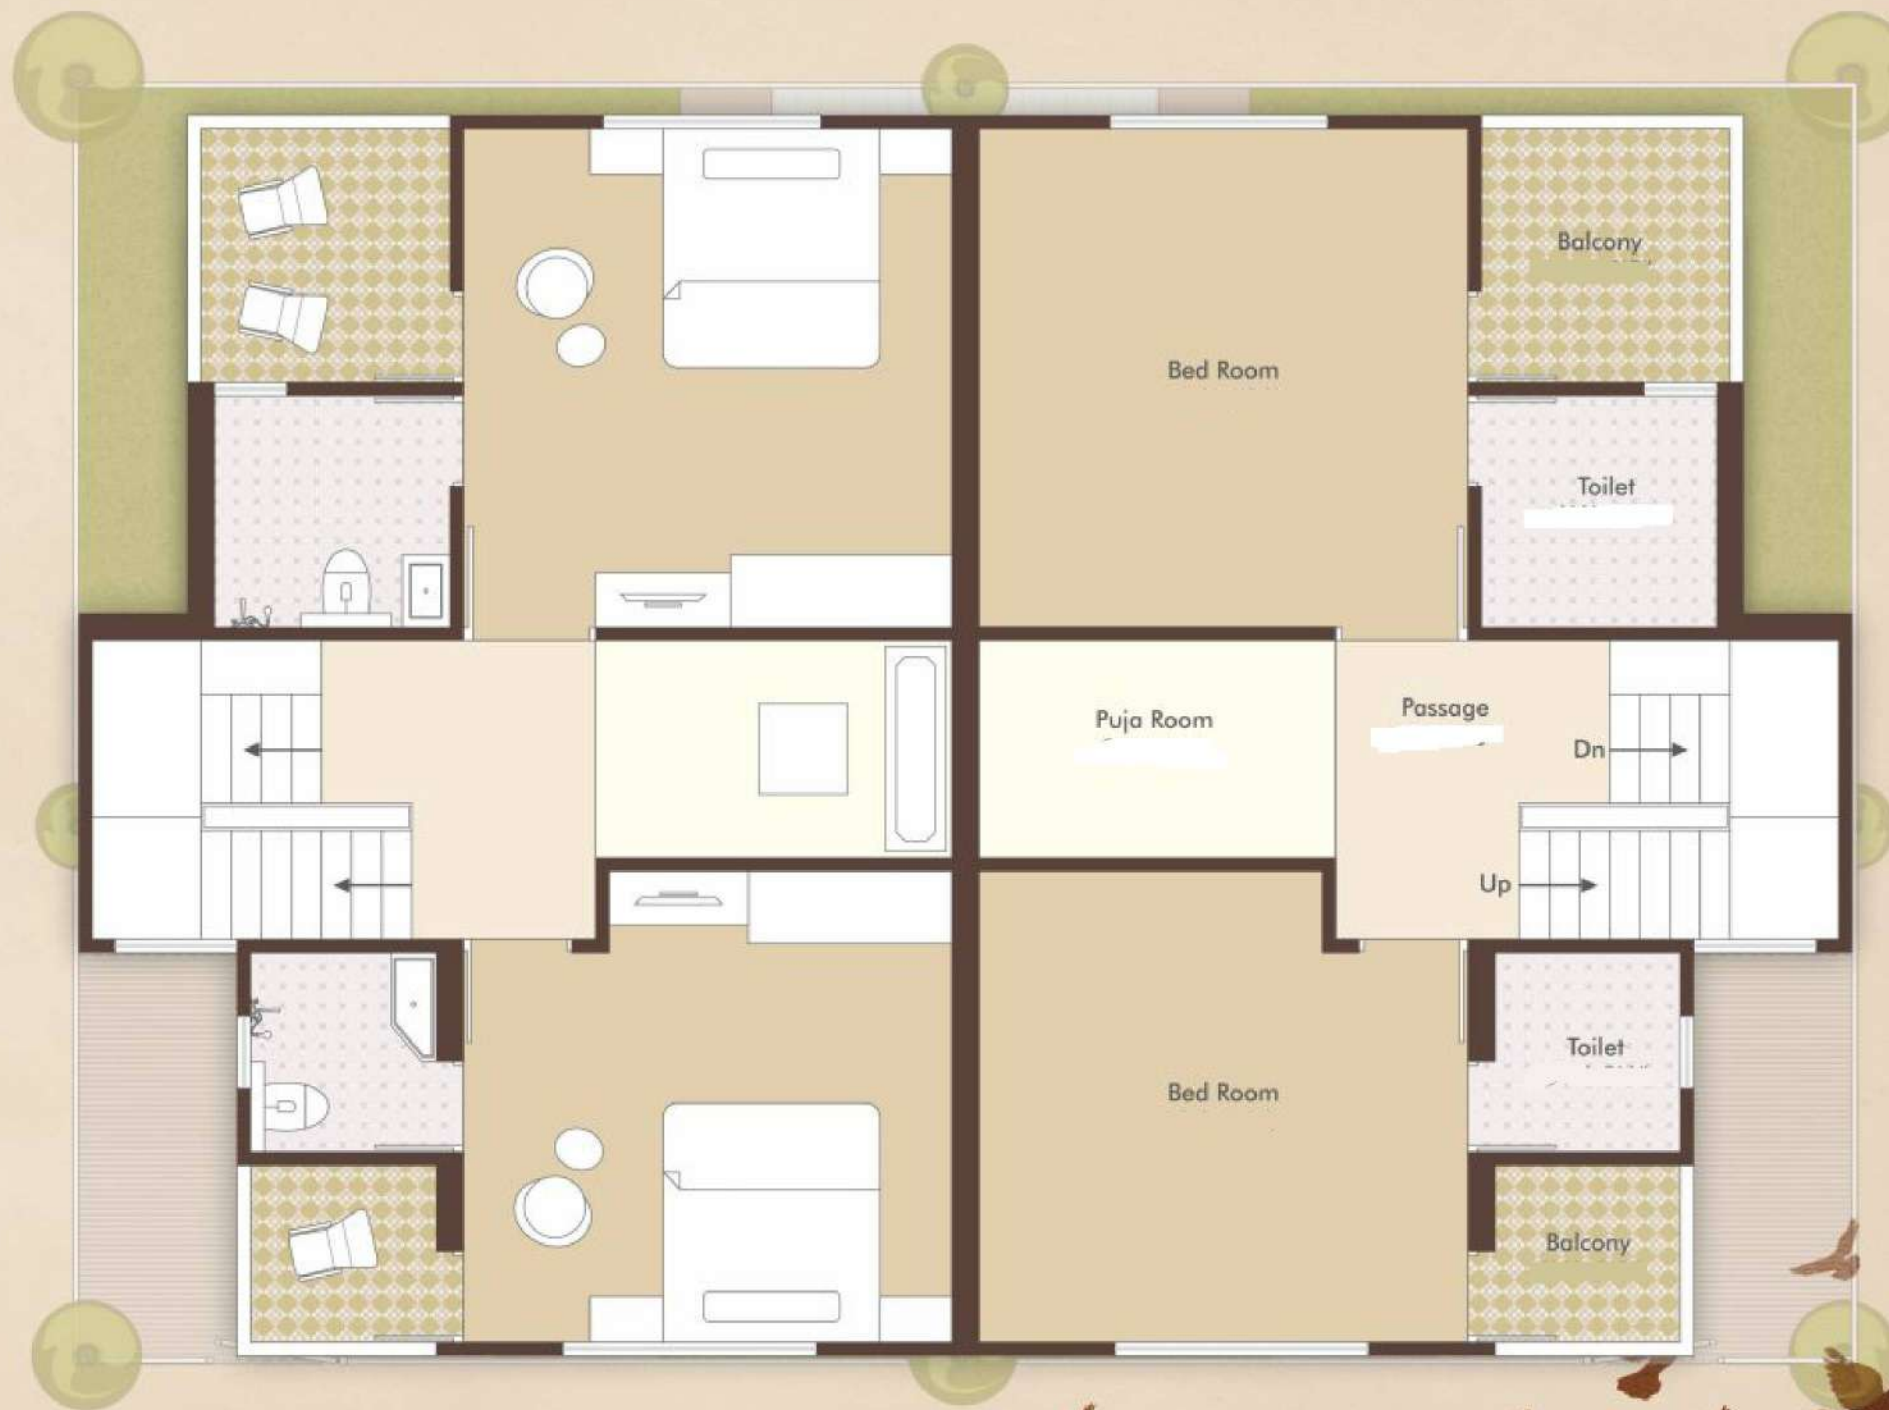 Balcony
Bed Room
Toilet
Puja Room
Passage
Dn
Up
Toilet
Bed Room
Balcony